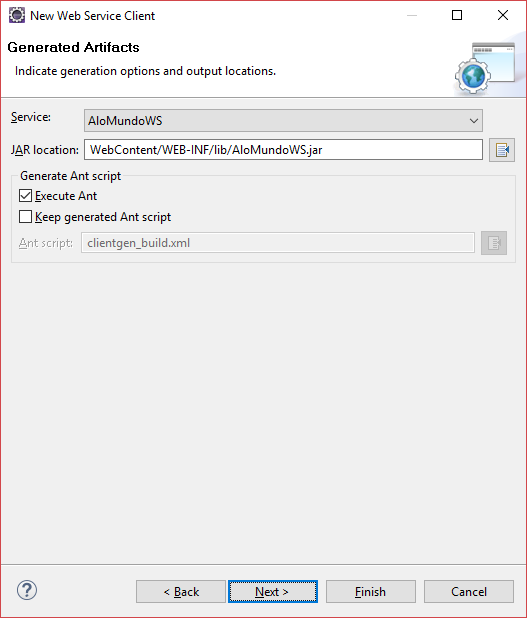 New Web Service Client
Generated Artifacts
Indicate generation options and output locations.
Service: AloMundoWS
JAR location: WebContent/WEB-INF/lib/AloMundoWS.jar
Generate Ant script
Execute Ant
Keep generated Ant script
Ant script: clientgen_build.xml
? < Back Next > Finish Cancel